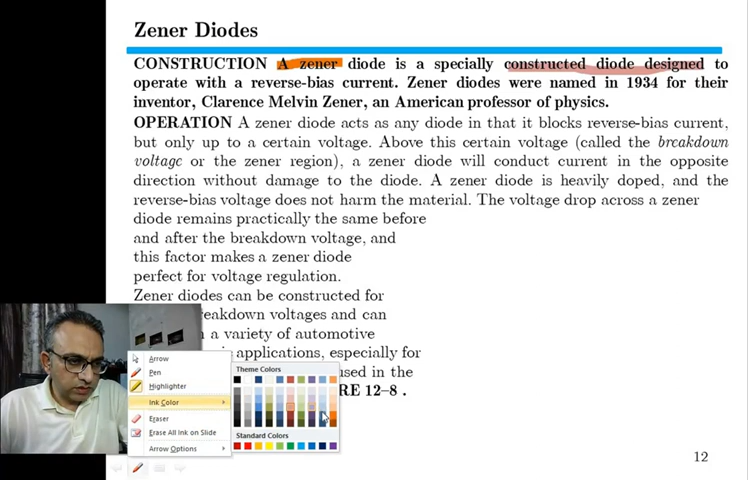 Zener Diodes
CONSTRUCTION A zener diode is a specially constructed diode designed to
operate with a reverse-bias current. Zener diodes were named in 1934 for their
inventor, Clarence Melvin Zener, an American professor of physics.
OPERATION A zener diode acts as any diode in that it blocks reverse-bias current,
but only up to a certain voltage. Above this certain voltage (called the breakdown
voltage or the zener region), a zener diode will conduct current in the opposite
direction without damage to the diode. A zener diode is heavily doped, and the
reverse-bias voltage does not harm the material. The voltage drop across a zener
diode remains practically the same before
and after the breakdown voltage, and
this factor makes a zener diode
perfect for voltage regulation.
Zener diodes can be constructed for
breakdown voltages and can
a variety of automotive
applications, especially for
used in the
12–8 .
Arrow
Pen
Highlighter
Ink Color
Eraser
Erase All Ink on Slide
Arrow Options
Theme Colors
Standard Colors
12